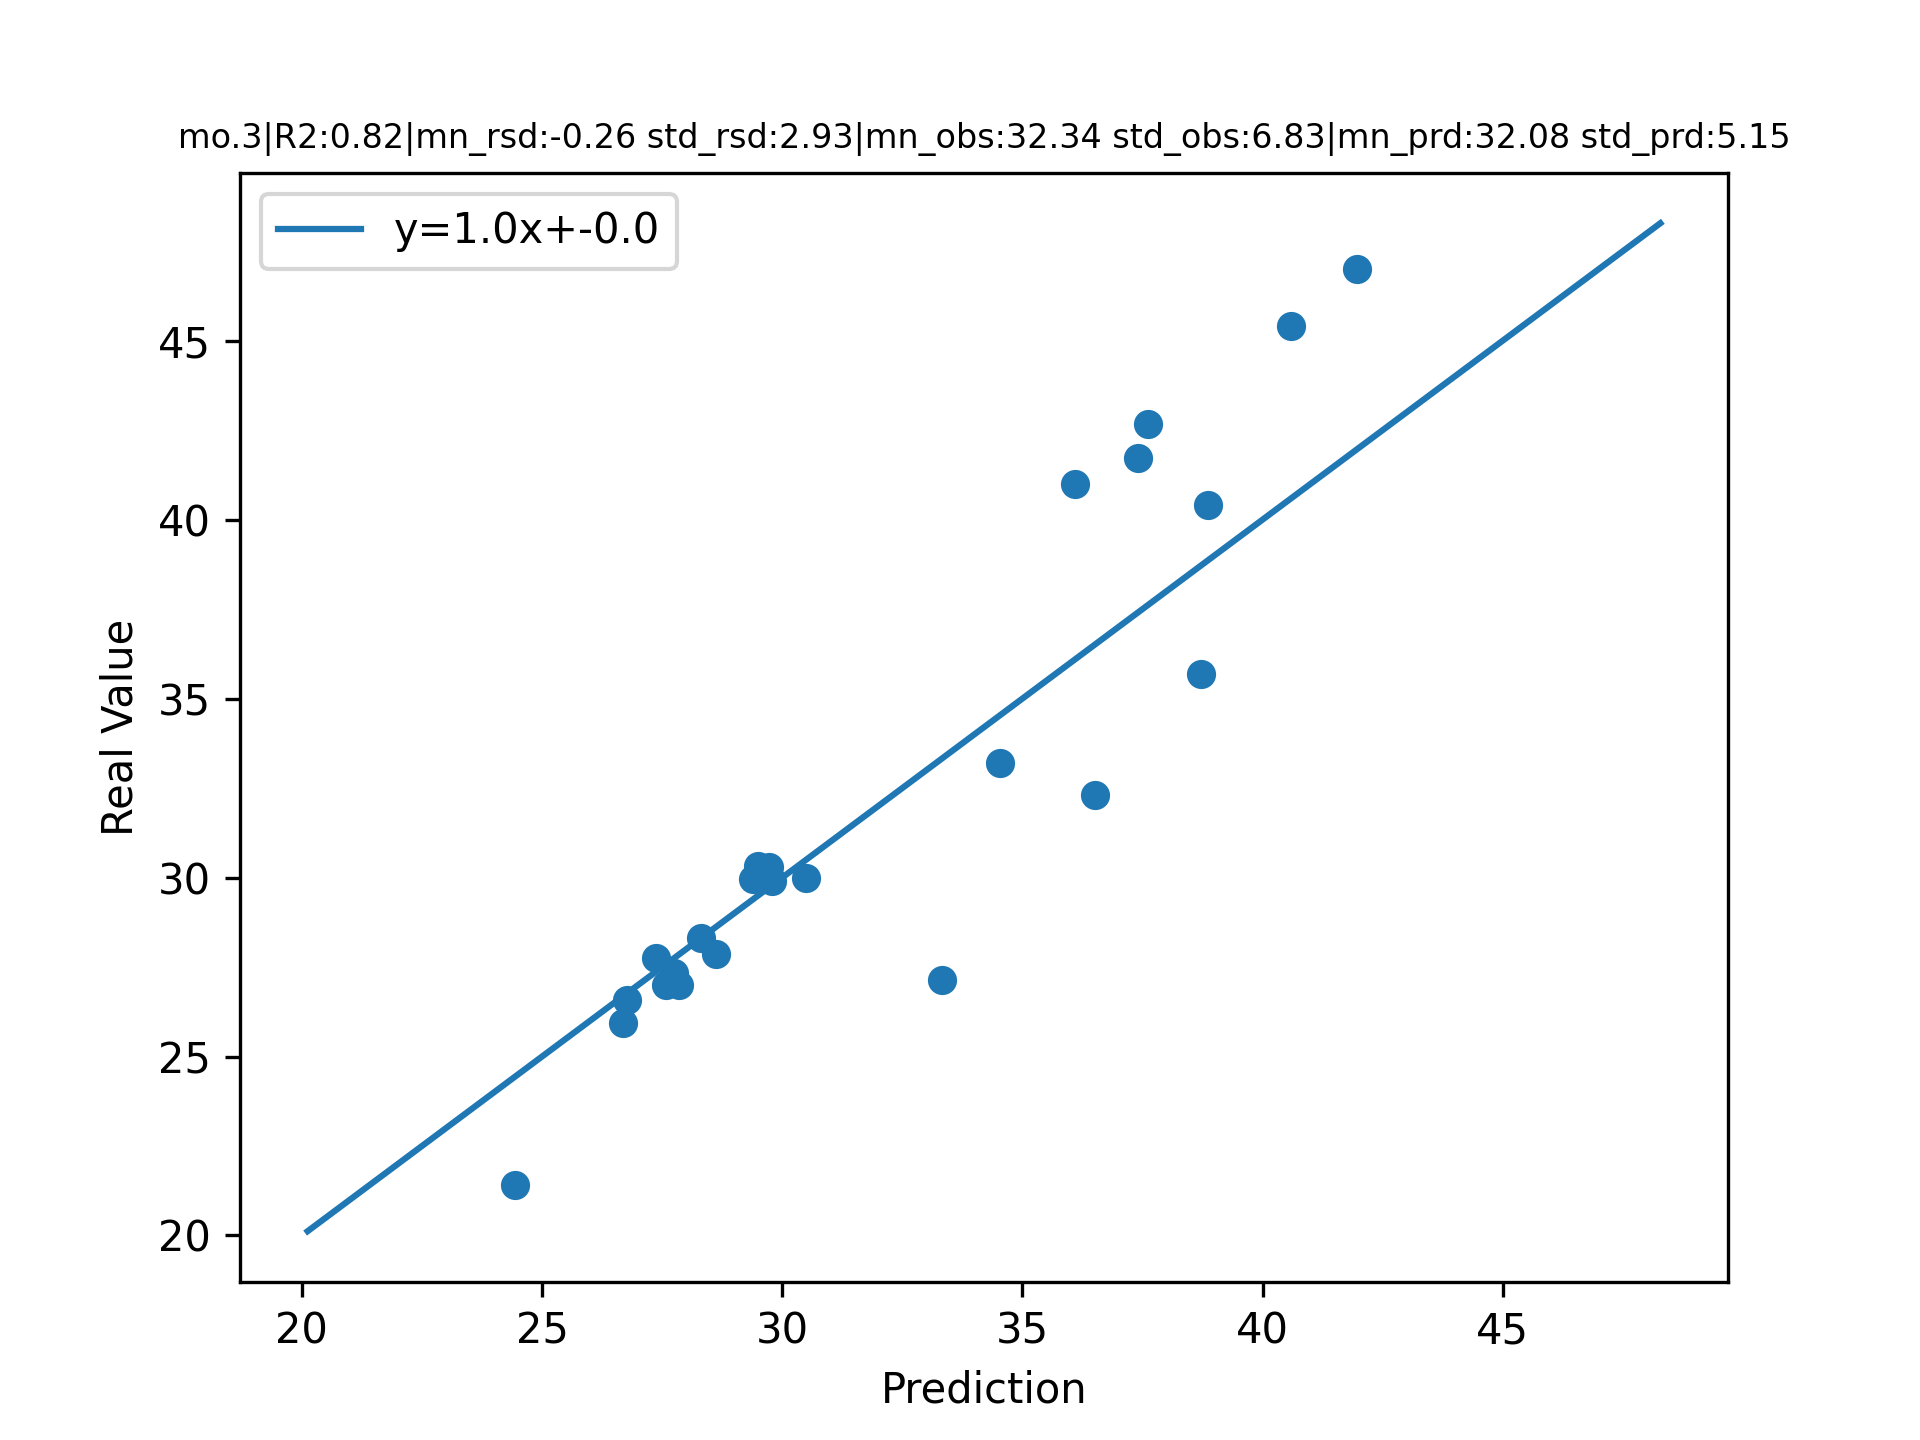 mo.3|R2:0.82|mn_rsd:-0.26 std_rsd:2.93|mn_obs:32.34 std_obs:6.83|mn_prd:32.08 std_prd:5.15
y=1.0x+-0.0
45
40
35
30
25
20
Real Value
20 25 30 35 40 45
Prediction